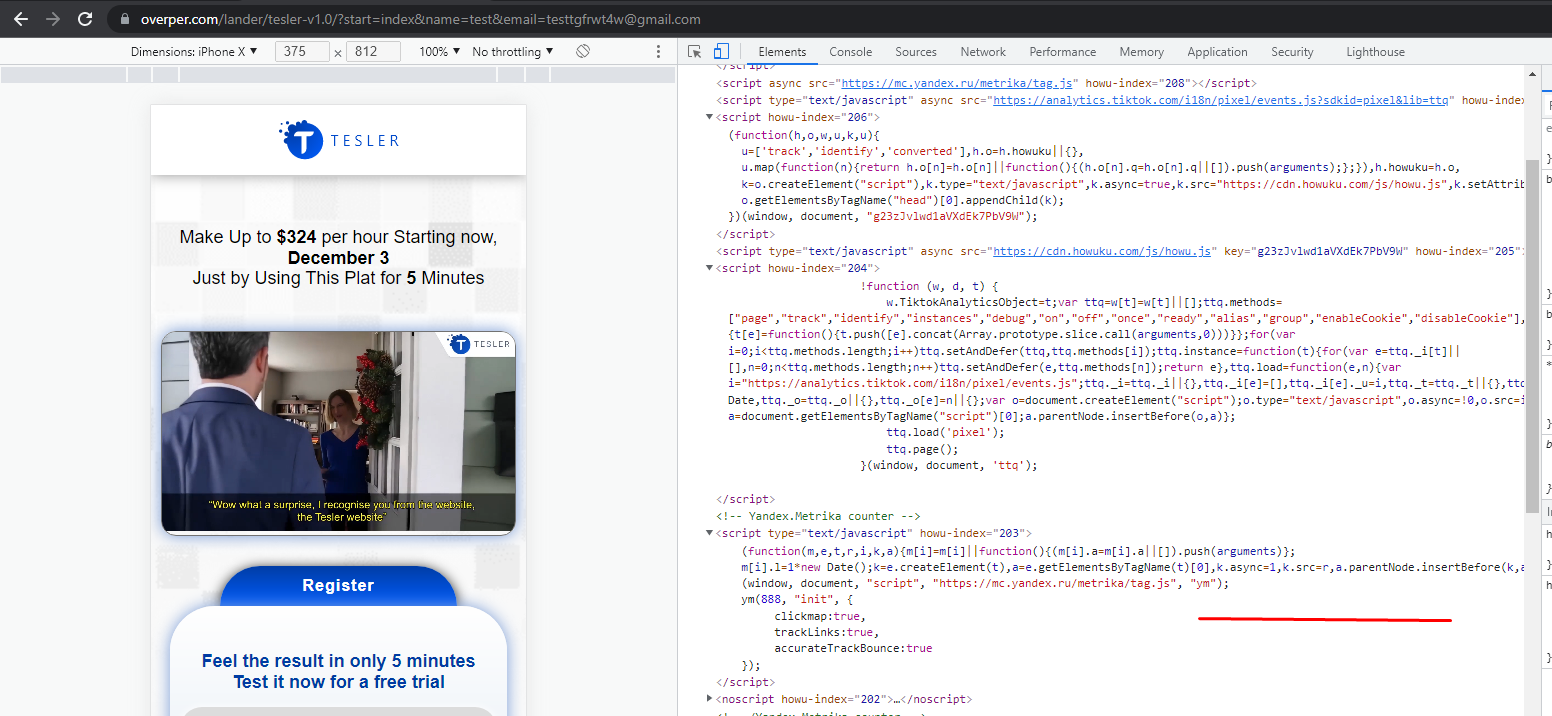 overper.com/lander/tesler-v1.0/?start=index&name=test&email=testtgfrwt4w@gmail.com
Dimensions: iPhone X ▼ 375 × 812 100% ▼ No throttling ▼
Elements Console Sources Network Performance Memory Application Security Lighthouse
TESLER
Make Up to $324 per hour Starting now,
December 3
Just by Using This Plat for 5 Minutes
TESLER
"Wow what a surprise, I recognise you from the website,
the Tesler website"
Register
Feel the result in only 5 minutes
Test it now for a free trial
</script>
<script async src="https://mc.yandex.ru/metrika/tag.js" howu-index="208"></script>
<script type="text/javascript" async src="https://analytics.tiktok.com/i18n/pixel/events.js?sdkid=pixel&lib=ttq" howu-index
▼<script howu-index="206">
(function(h,o,w,u,k,u){
u=['track','identify','converted'],h.o=h.howuku||{},
u.map(function(n){return h.o[n]=h.o[n]||function(){(h.o[n].q=h.o[n].q||[]).push(arguments);};}),h.howuku=h.o,
k=o.createElement("script"),k.type="text/javascript",k.async=true,k.src="https://cdn.howuku.com/js/howu.js",k.setAttrib
o.getElementsByTagName("head")[0].appendChild(k);
})(window, document, "g23zJvlwd1aVXdEk7PbV9W");
</script>
<script type="text/javascript" async src="https://cdn.howuku.com/js/howu.js" key="g23zJvlwd1aVXdEk7PbV9W" howu-index="205"
▼<script howu-index="204">
!function (w, d, t) {
w.TiktokAnalyticsObject=t;var ttq=w[t]=w[t]||[];ttq.methods=
["page","track","identify","instances","debug","on","off","once","ready","alias","group","enableCookie","disableCookie"],
{t[e]=function(){t.push([e].concat(Array.prototype.slice.call(arguments,0)))}};for(var
i=0;i<ttq.methods.length;i++)ttq.setAndDefer(ttq,ttq.methods[i]);ttq.instance=function(t){for(var e=ttq._i[t]||
[],n=0;n<ttq.methods.length;n++)ttq.setAndDefer(e,ttq.methods[n]);return e},ttq.load=function(e,n){var
i="https://analytics.tiktok.com/i18n/pixel/events.js";ttq._i=ttq._i||{},ttq._i[e]=[],ttq._i[e]._u=i,ttq._t=ttq._t||{},ttq
Date,ttq._o=ttq._o||{},ttq._o[e]=n||{};var o=document.createElement("script");o.type="text/javascript",o.async=!0,o.src=i
a=document.getElementsByTagName("script")[0];a.parentNode.insertBefore(o,a)};
ttq.load('pixel');
ttq.page();
}(window, document, 'ttq');
</script>
<!-- Yandex.Metrika counter -->
▼<script type="text/javascript" howu-index="203">
(function(m,e,t,r,i,k,a){m[i]=m[i]||function(){(m[i].a=m[i].a||[]).push(arguments)};
m[i].l=1*new Date();k=e.createElement(t),a=e.getElementsByTagName(t)[0],k.async=1,k.src=r,a.parentNode.insertBefore(k,a
(window, document, "script", "https://mc.yandex.ru/metrika/tag.js", "ym");
ym(888, "init", {
clickmap:true,
trackLinks:true,
accurateTrackBounce:true
});
</script>
▶<noscript howu-index="202">…</noscript>